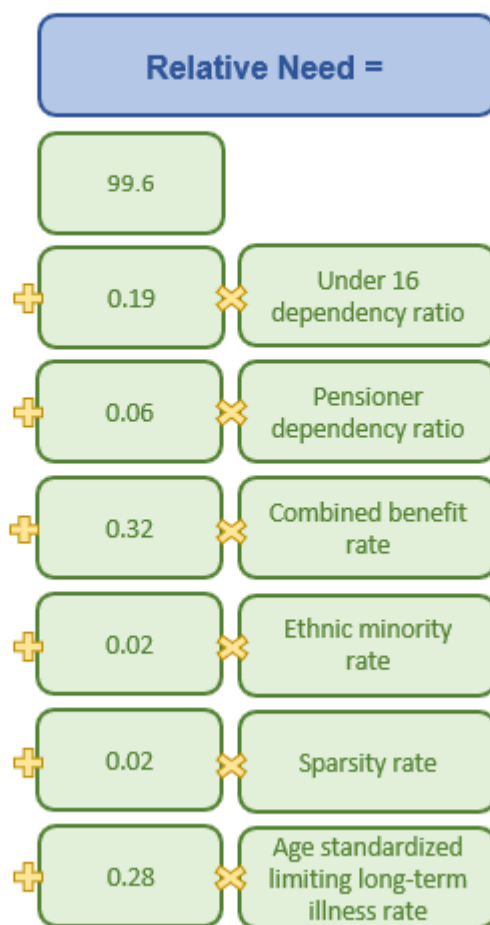 Relative Need =
99.6
0.19
Under 16
dependency ratio
0.06
Pensioner
dependency ratio
0.32
Combined benefit
rate
0.02
Ethnic minority
rate
0.02
Sparsity rate
0.28
Age standardized
limiting long-term
illness rate